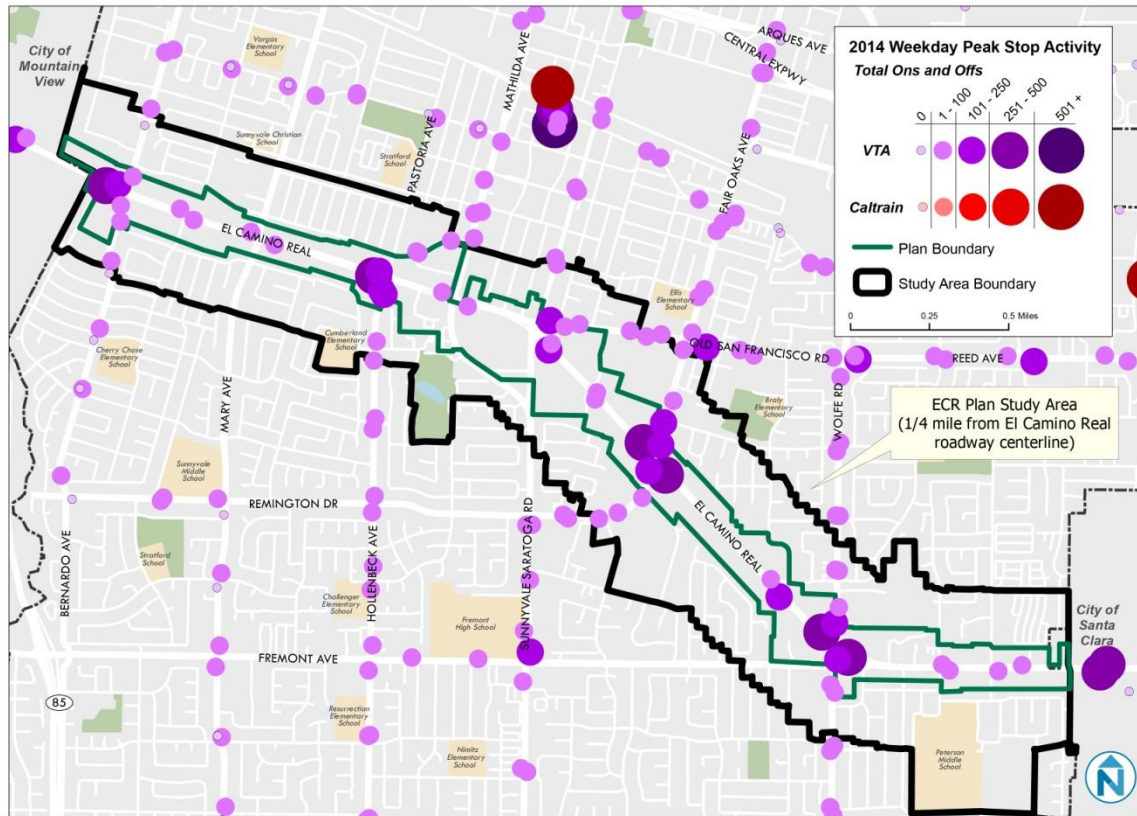 City of
Mountain
View
Vargas
Elementary
School
MATHILDA AVE
ARQUES AVE
CENTRAL EXPWY
2014 Weekday Peak Stop Activity
Total Ons and Offs
0
1 - 100
101 - 250
251 - 500
501 +
VTA
Caltrain
Plan Boundary
Study Area Boundary
0
0.25
0.5 Miles
Sunnyvale Christian
School
Stratford
School
PASTORIA AVE
FAIR OAKS AVE
EL CAMINO REAL
Ellis
Elementary
School
Cumberland
Elementary
School
Cherry Chase
Elementary
School
OLD SAN FRANCISCO RD
REED AVE
MARY AVE
Braly
Elementary
School
WOLFE RD
ECR Plan Study Area
(1/4 mile from El Camino Real
roadway centerline)
Sunnyvale
Middle
School
REMINGTON DR
EL CAMINO REAL
BERNARDO AVE
Stratford
School
HOLLENBECK AVE
SUNNYVALE SARATOGA RD
Challenger
Elementary
School
Fremont
High School
City of
Santa
Clara
FREMONT AVE
85
Resurrection
Elementary
School
Nimitz
Elementary
School
Peterson
Middle
School
N